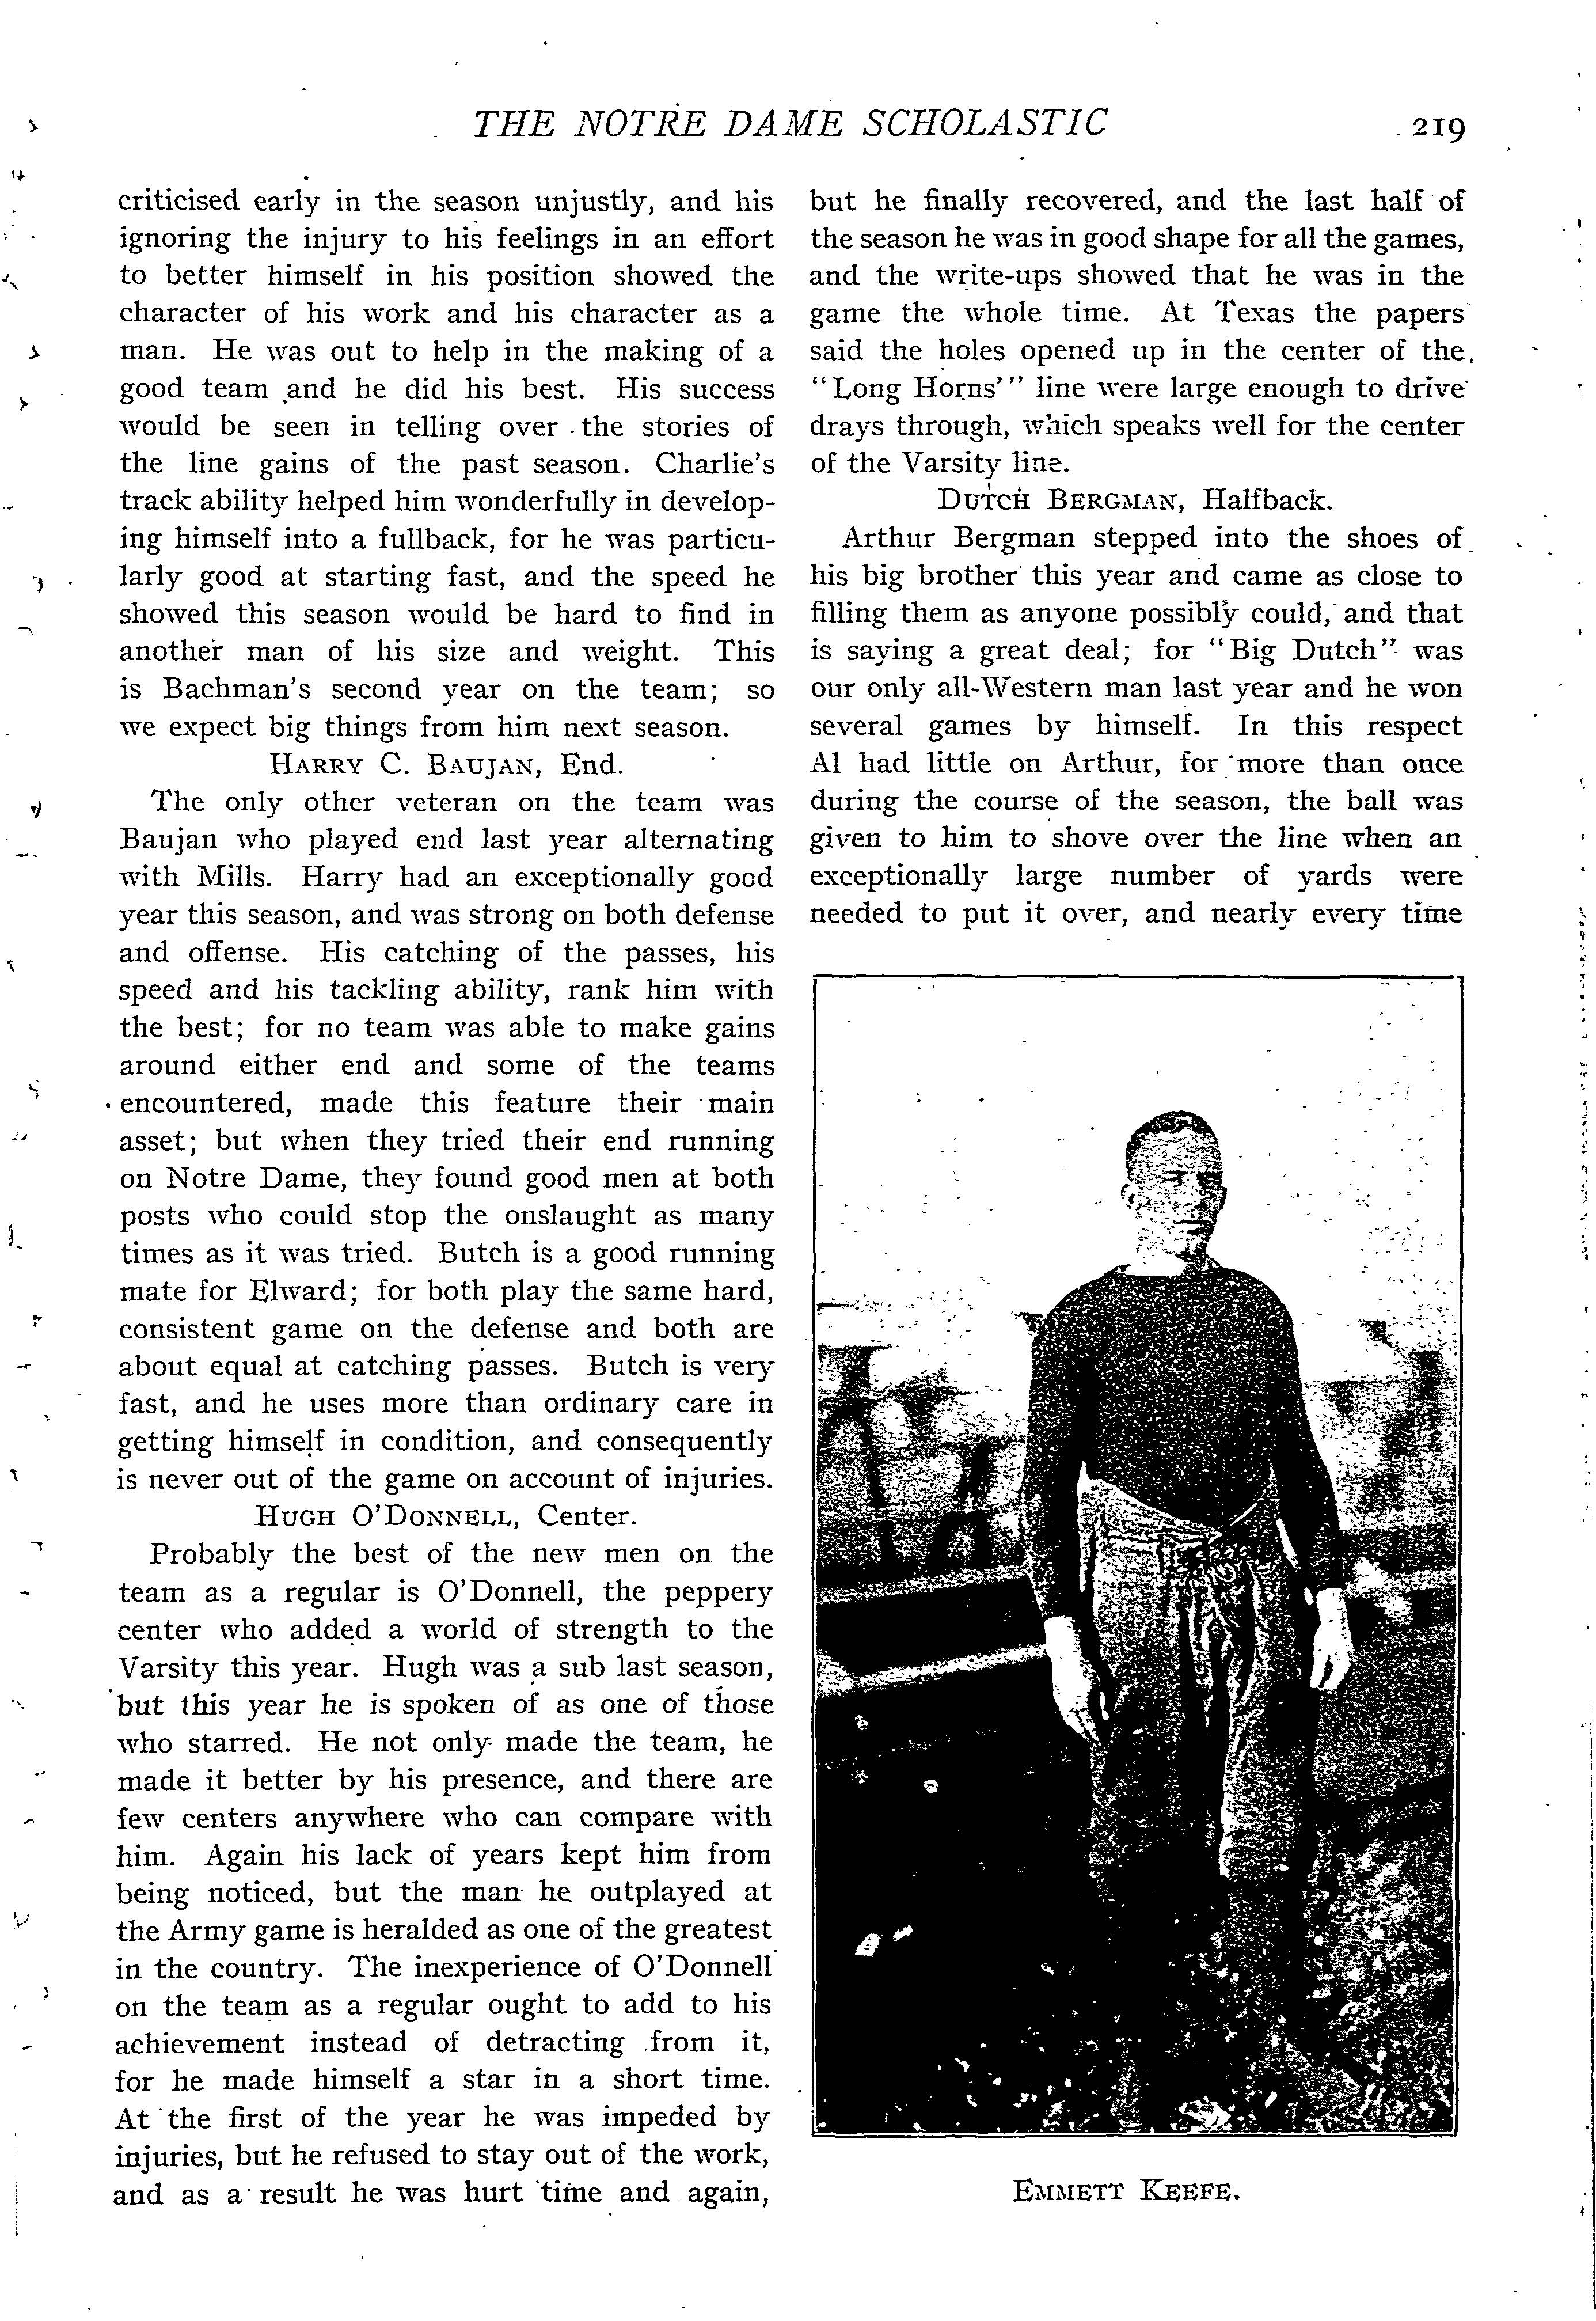 THE NOTRE DAME SCHOLASTIC
219
criticised early in the season unjustly, and his
ignoring the injury to his feelings in an effort
to better himself in his position showed the
character of his work and his character as a
man. He was out to help in the making of a
good team and he did his best. His success
would be seen in telling over the stories of
the line gains of the past season. Charlie's
track ability helped him wonderfully in develop-
ing himself into a fullback, for he was particu-
larly good at starting fast, and the speed he
showed this season would be hard to find in
another man of his size and weight. This
is Bachman's second year on the team; so
we expect big things from him next season.
HARRY C. BAUJAN, End.
The only other veteran on the team was
Baujan who played end last year alternating
with Mills. Harry had an exceptionally good
year this season, and was strong on both defense
and offense. His catching of the passes, his
speed and his tackling ability, rank him with
the best; for no team was able to make gains
around either end and some of the teams
encountered, made this feature their main
asset; but when they tried their end running
on Notre Dame, they found good men at both
posts who could stop the onslaught as many
times as it was tried. Butch is a good running
mate for Elward; for both play the same hard,
consistent game on the defense and both are
about equal at catching passes. Butch is very
fast, and he uses more than ordinary care in
getting himself in condition, and consequently
is never out of the game on account of injuries.
HUGH O'DONNELL, Center.
Probably the best of the new men on the
team as a regular is O'Donnell, the peppery
center who added a world of strength to the
Varsity this year. Hugh was a sub last season,
but this year he is spoken of as one of those
who starred. He not only made the team, he
made it better by his presence, and there are
few centers anywhere who can compare with
him. Again his lack of years kept him from
being noticed, but the man he outplayed at
the Army game is heralded as one of the greatest
in the country. The inexperience of O'Donnell
on the team as a regular ought to add to his
achievement instead of detracting from it,
for he made himself a star in a short time.
At the first of the year he was impeded by
injuries, but he refused to stay out of the work,
and as a result he was hurt time and again,
but he finally recovered, and the last half of
the season he was in good shape for all the games,
and the write-ups showed that he was in the
game the whole time. At Texas the papers
said the holes opened up in the center of the
"Long Horns'" line were large enough to drive
drays through, which speaks well for the center
of the Varsity line.
DUTCH BERGMAN, Halfback.
Arthur Bergman stepped into the shoes of
his big brother this year and came as close to
filling them as anyone possibly could, and that
is saying a great deal; for "Big Dutch" was
our only all-Western man last year and he won
several games by himself. In this respect
Al had little on Arthur, for more than once
during the course of the season, the ball was
given to him to shove over the line when an
exceptionally large number of yards were
needed to put it over, and nearly every time
EMMETT KEEFE.